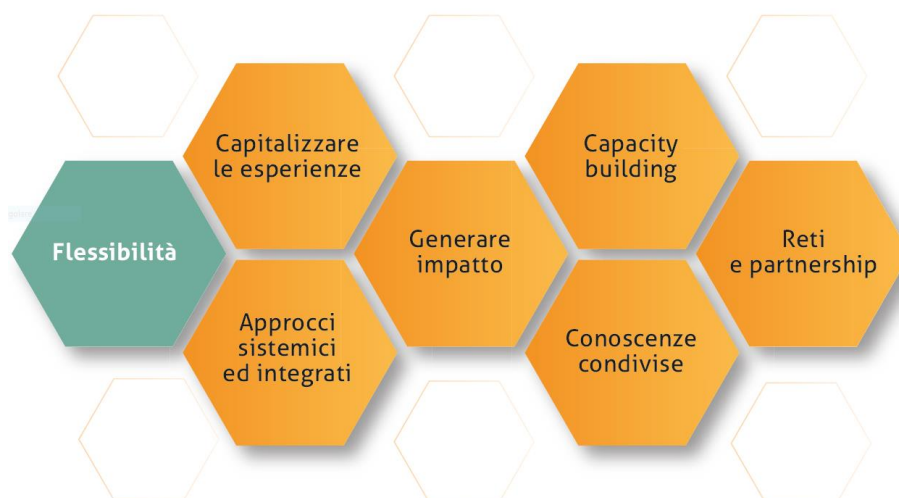 Flessibilità
Capitalizzare
le esperienze
Approcci
sistemici
ed integrati
Generare
impatto
Capacity
building
Conoscenze
condivise
Reti
e partnership